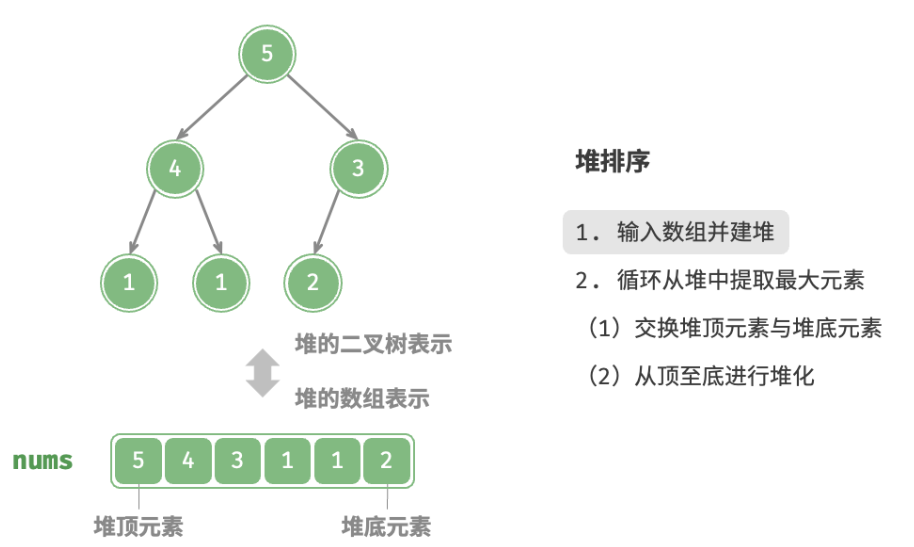 5
4
3
1
1
2
堆的二叉树表示
堆的数组表示
nums
5 4 3 1 1 2
堆顶元素
堆底元素
堆排序
1. 输入数组并建堆
2. 循环从堆中提取最大元素
（1）交换堆顶元素与堆底元素
（2）从顶至底进行堆化